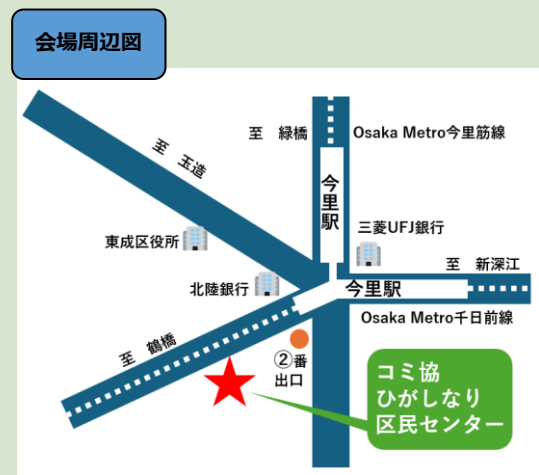 会場周辺図
至 緑橋
Osaka Metro今里筋線
至 玉造
今里駅
三菱UFJ銀行
東成区役所
至 新深江
北陸銀行
今里駅
Osaka Metro千日前線
至 鶴橋
②番
出口
コミ協
ひがしなり
区民センター